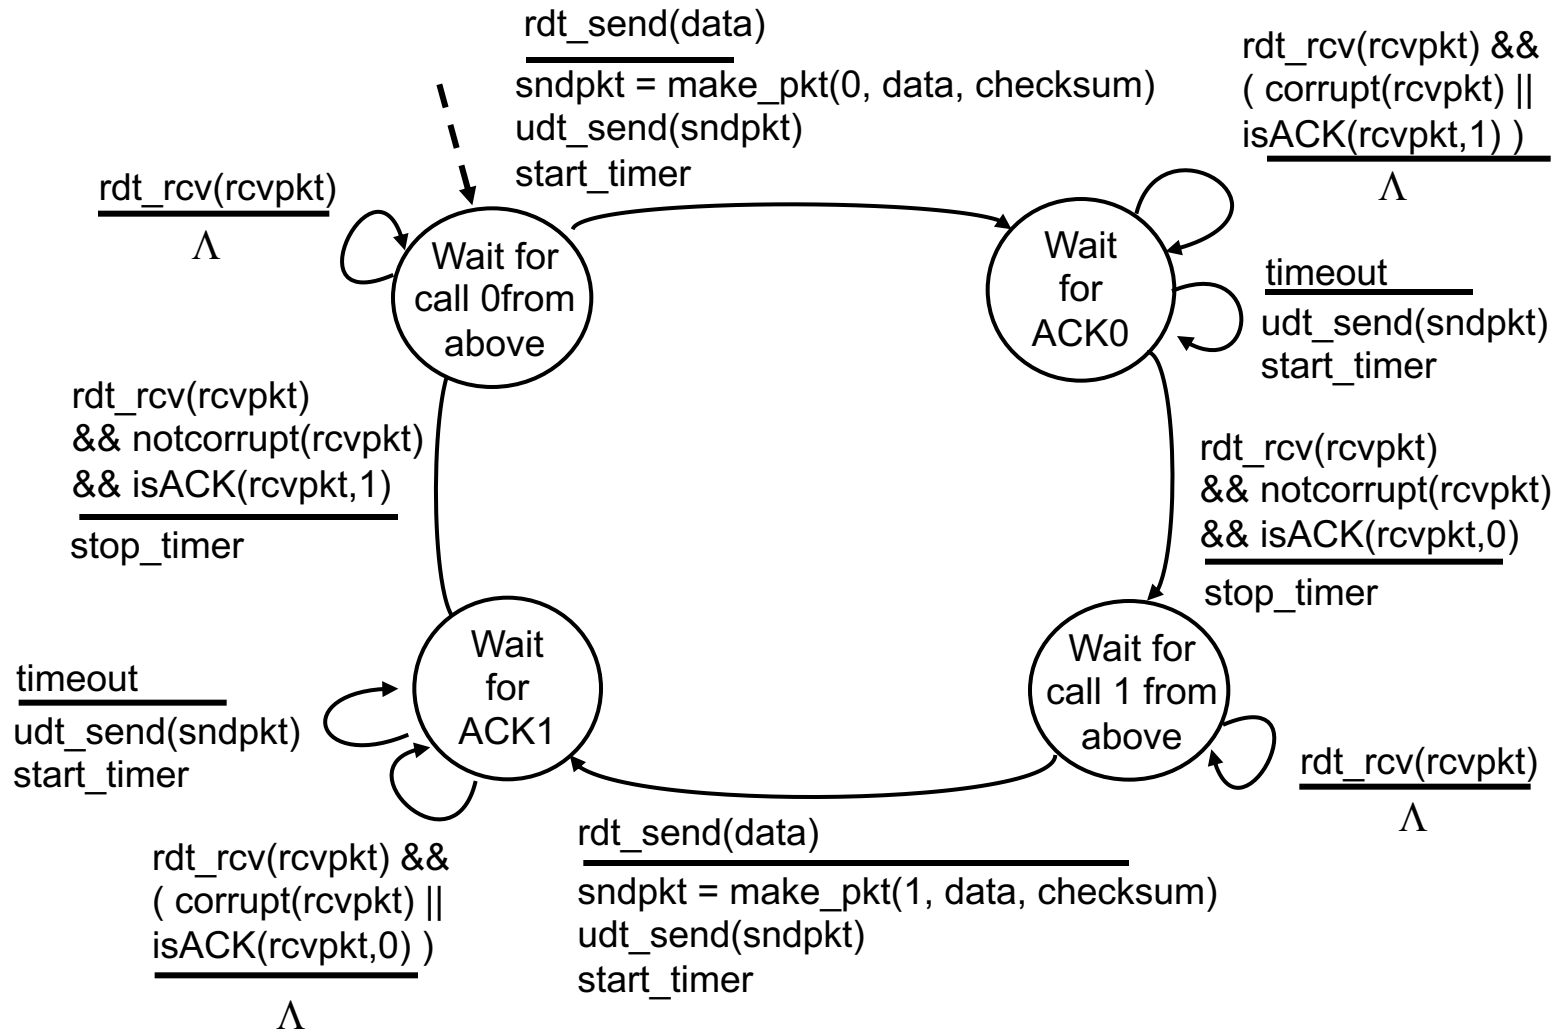 rdt_send(data)
sndpkt = make_pkt(0, data, checksum)
udt_send(sndpkt)
start_timer
rdt_rcv(rcvpkt) &&
( corrupt(rcvpkt) ||
isACK(rcvpkt,1) )
Λ
rdt_rcv(rcvpkt)
Λ
Wait for
call 0from
above
Wait
for
ACK0
timeout
udt_send(sndpkt)
start_timer
rdt_rcv(rcvpkt)
&& notcorrupt(rcvpkt)
&& isACK(rcvpkt,1)
stop_timer
rdt_rcv(rcvpkt)
&& notcorrupt(rcvpkt)
&& isACK(rcvpkt,0)
stop_timer
Wait
for
ACK1
Wait for
call 1 from
above
timeout
udt_send(sndpkt)
start_timer
rdt_rcv(rcvpkt)
Λ
rdt_rcv(rcvpkt) &&
( corrupt(rcvpkt) ||
isACK(rcvpkt,0) )
Λ
rdt_send(data)
sndpkt = make_pkt(1, data, checksum)
udt_send(sndpkt)
start_timer